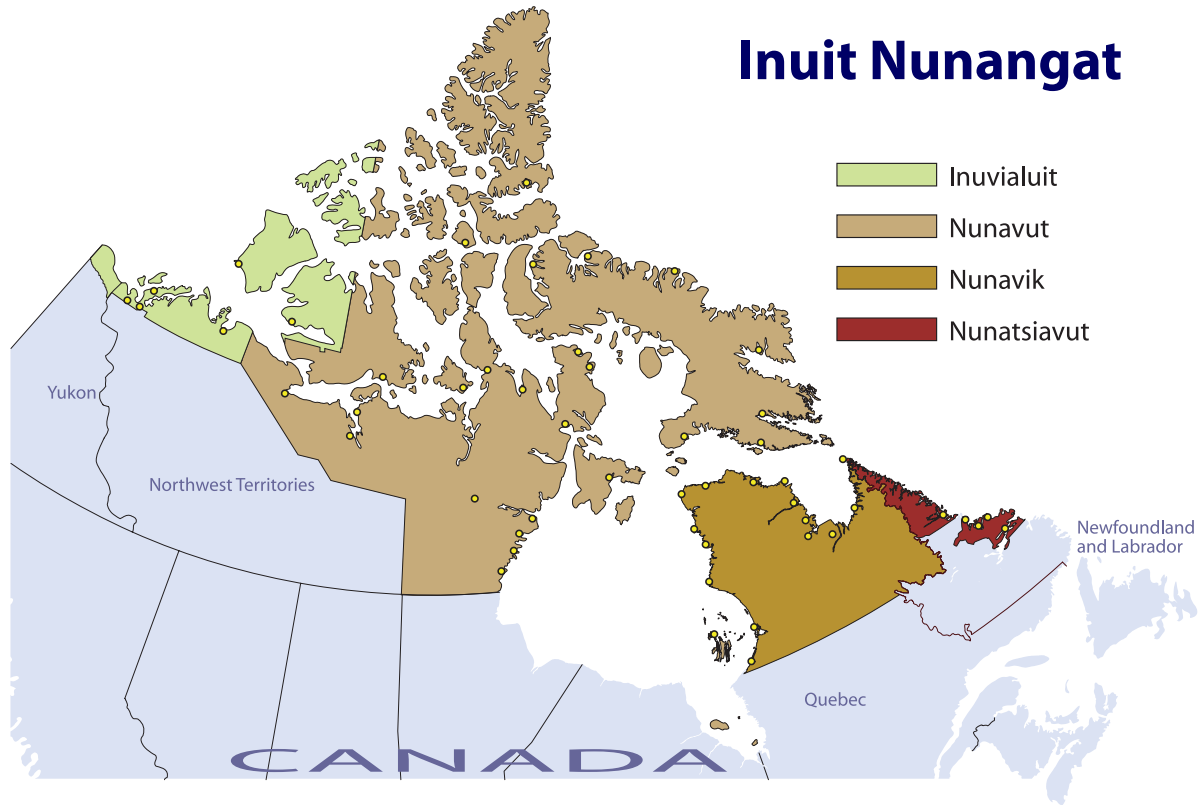 Inuit Nunangat
Inuvialuit
Nunavut
Nunavik
Nunatsiavut
Yukon
Northwest Territories
Newfoundland
and Labrador
Quebec
CANADA